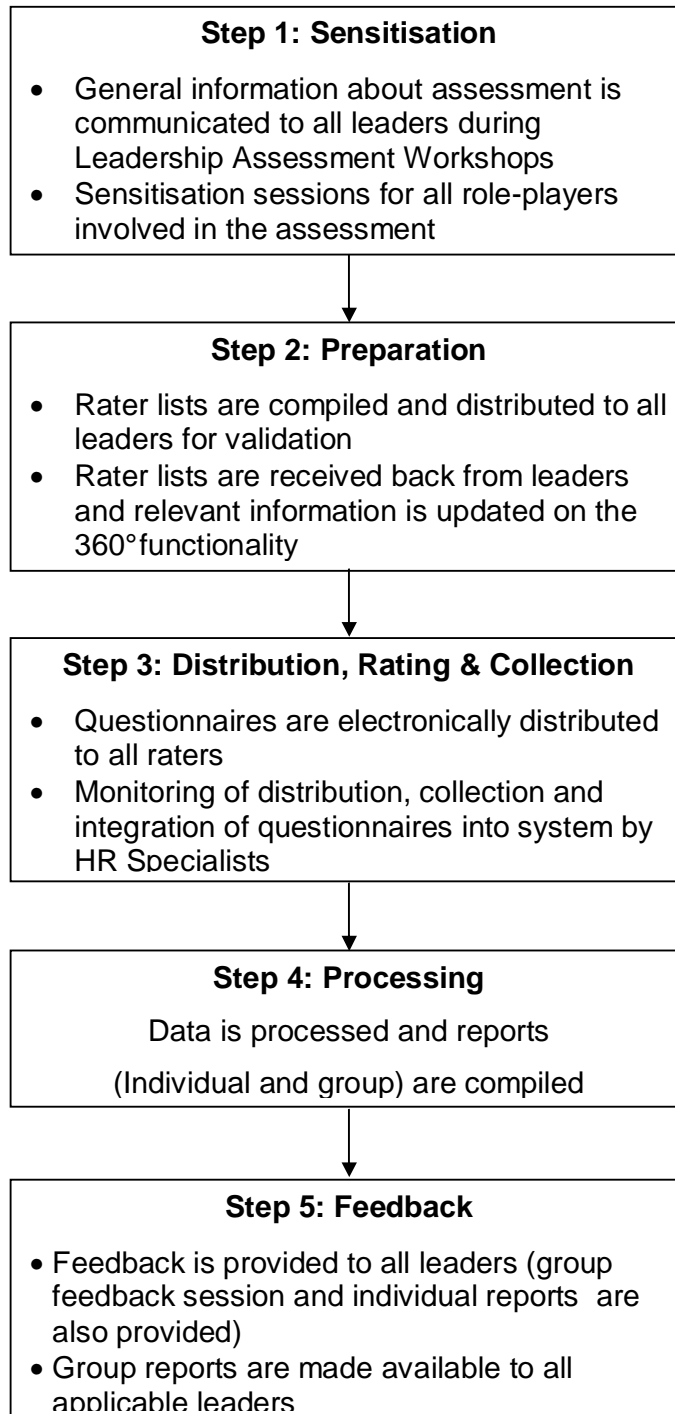 Step 1: Sensitisation
• General information about assessment is
communicated to all leaders during
Leadership Assessment Workshops
• Sensitisation sessions for all role-players
involved in the assessment
Step 2: Preparation
• Rater lists are compiled and distributed to all
leaders for validation
• Rater lists are received back from leaders
and relevant information is updated on the
360° functionality
Step 3: Distribution, Rating & Collection
• Questionnaires are electronically distributed
to all raters
• Monitoring of distribution, collection and
integration of questionnaires into system by
HR Specialists
Step 4: Processing
Data is processed and reports
(Individual and group) are compiled
Step 5: Feedback
• Feedback is provided to all leaders (group
feedback session and individual reports are
also provided)
• Group reports are made available to all
applicable leaders